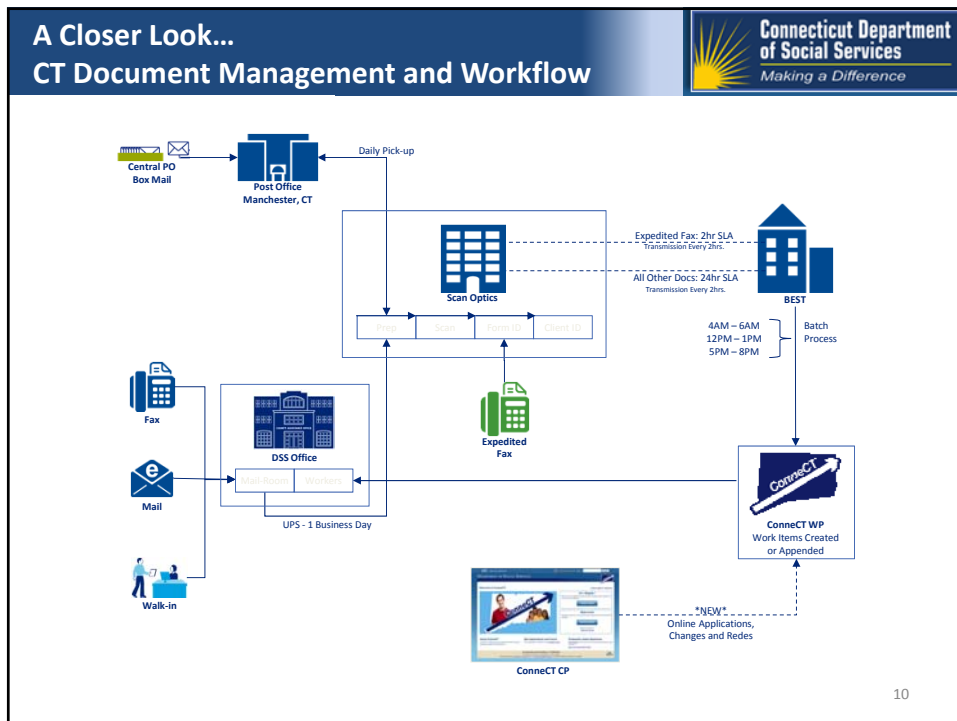 A Closer Look…
CT Document Management and Workflow
Connecticut Department
of Social Services
Making a Difference
Central PO
Box Mail
Post Office
Manchester, CT
Daily Pick-up
Scan Optics
Prep
Scan
Form ID
Client ID
Expedited Fax: 2hr SLA
Transmission Every 2hrs.
All Other Docs: 24hr SLA
Transmission Every 2hrs.
BEST
4AM – 6AM
12PM – 1PM
5PM – 8PM
Batch
Process
Fax
Mail
Walk-in
DSS Office
Mail-Room
Workers
UPS - 1 Business Day
Expedited
Fax
ConneCT
ConneCT WP
Work Items Created
or Appended
*NEW*
Online Applications,
Changes and Redes
ConneCT
ConneCT CP
10